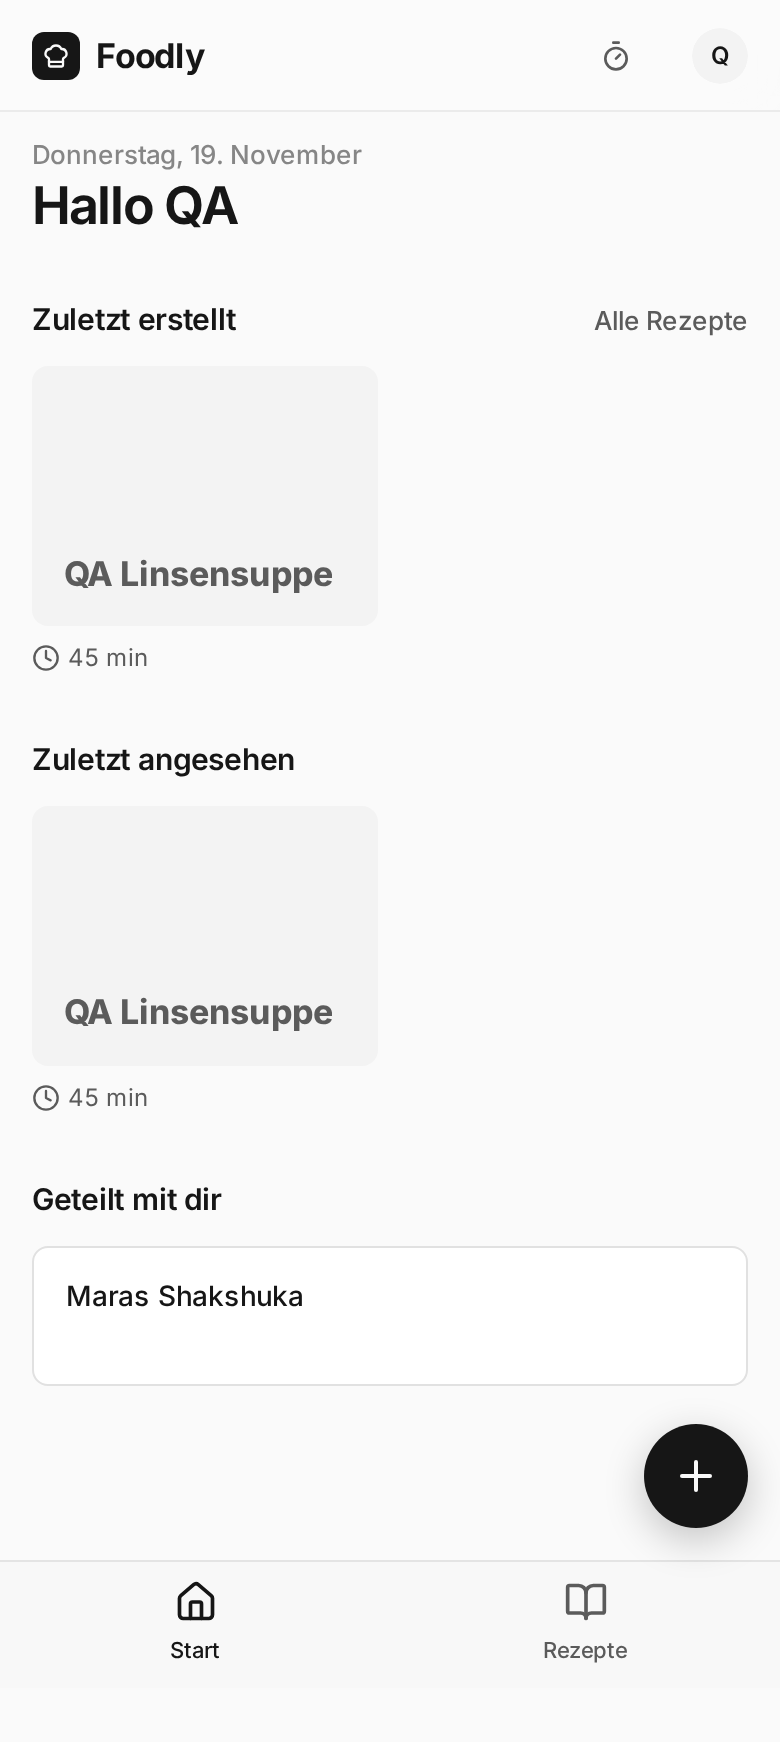 Foodly
Q
Donnerstag, 19. November
Hallo QA
Zuletzt erstellt
Alle Rezepte
QA Linsensuppe
45 min
Zuletzt angesehen
QA Linsensuppe
45 min
Geteilt mit dir
Maras Shakshuka
Start
Rezepte